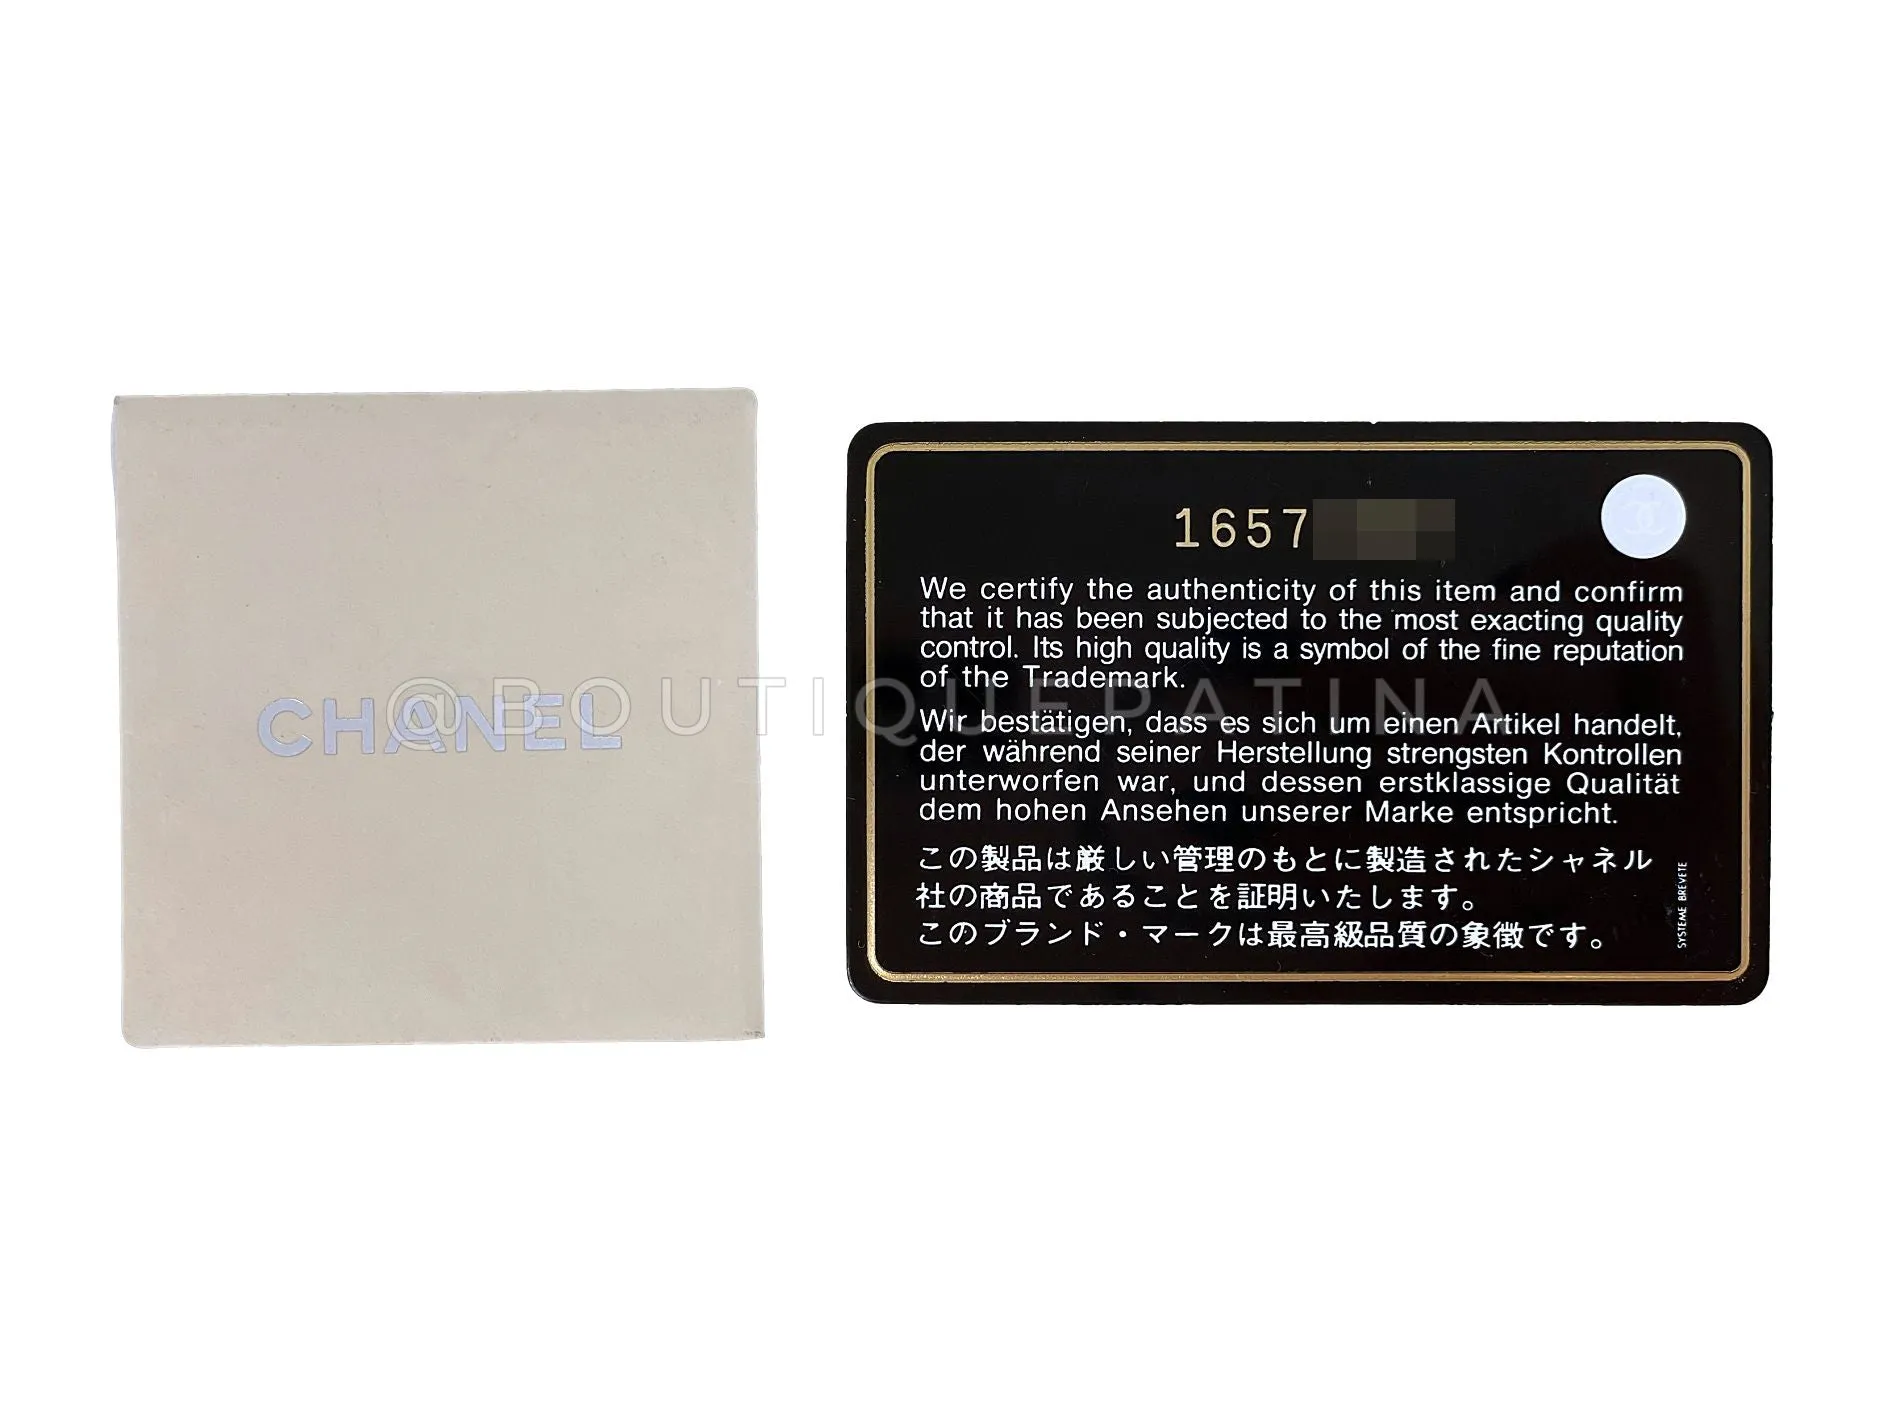 CHANEL
@BOUTIQUEPATINA
1657
We certify the authenticity of this item and confirm
that it has been subjected to the most exacting quality
control. Its high quality is a symbol of the fine reputation
of the Trademark.
Wir bestätigen, dass es sich um einen Artikel handelt,
der während seiner Herstellung strengsten Kontrollen
unterworfen war, und dessen erstklassige Qualität
dem hohen Ansehen unserer Marke entspricht.
この製品は厳しい管理のもとに製造されたシャネル
社の商品であることを証明いたします。
このブランド・マークは最高級品質の象徴です。
SYSTEME BREVETE